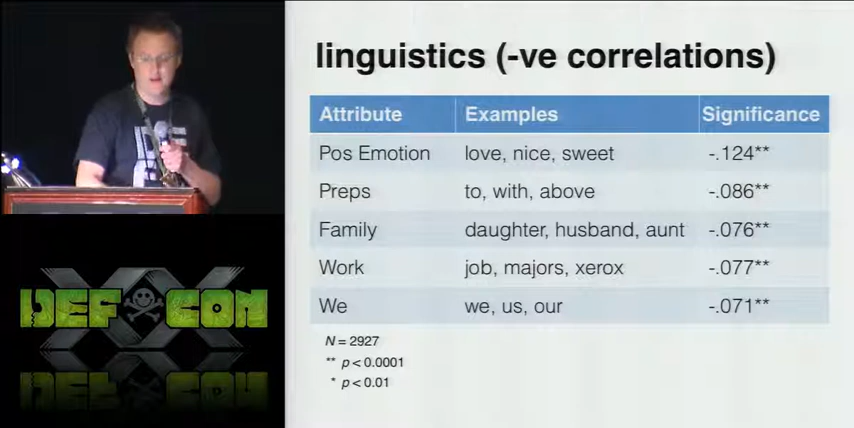 linguistics (-ve correlations)
Attribute Examples Significance
Pos Emotion love, nice, sweet -.124**
Preps to, with, above -.086**
Family daughter, husband, aunt -.076**
Work job, majors, xerox -.077**
We we, us, our -.071**
N = 2927
** p < 0.0001
* p < 0.01
XX
DEF CON